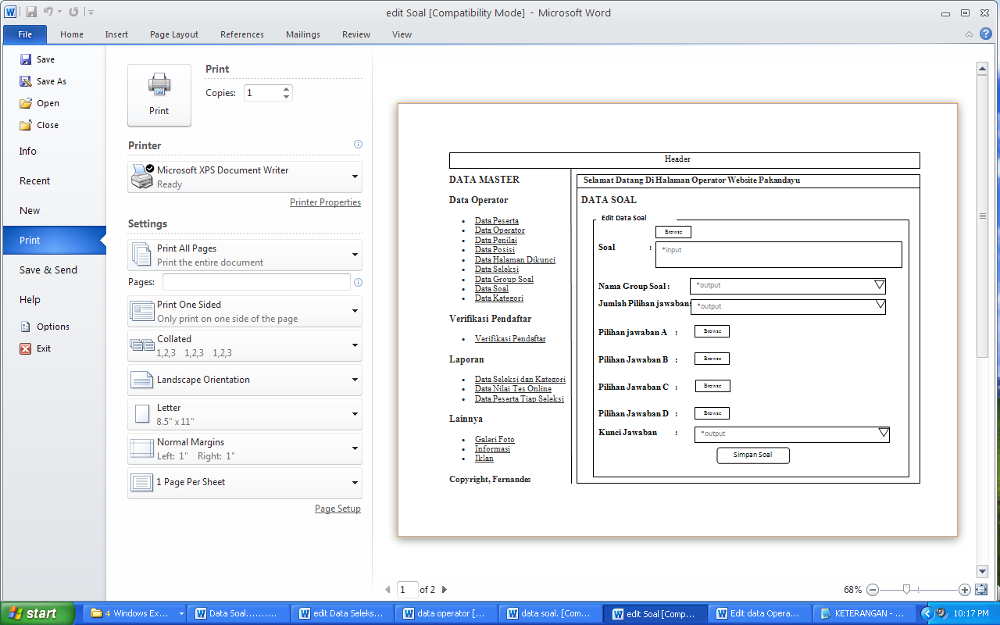 edit Soal [Compatibility Mode] - Microsoft Word
File Home Insert Page Layout References Mailings Review View
Save
Save As
Open
Close
Info
Recent
New
Print
Save & Send
Help
Options
Exit
Print
Print
Copies: 1
Printer
Microsoft XPS Document Writer
Ready
Printer Properties
Settings
Print All Pages
Print the entire document
Pages:
Print One Sided
Only print on one side of the page
Collated
1,2,3 1,2,3 1,2,3
Landscape Orientation
Letter
8.5" x 11"
Normal Margins
Left: 1" Right: 1"
1 Page Per Sheet
Page Setup
Header
DATA MASTER
Data Operator
Data Peserta
Data Operator
Data Penilai
Data Posisi
Data Halaman Dikunci
Data Seleksi
Data Group Soal
Data Soal
Data Kategori
Verifikasi Pendaftar
Verifikasi Pendaftar
Laporan
Data Seleksi dan Kategori
Data Nilai Tes Online
Data Peserta Tiap Seleksi
Lainnya
Galeri Foto
Informasi
Iklan
Copyright, Fernandes
Selamat Datang Di Halaman Operator Website Pakandayu
DATA SOAL
Edit Data Soal
Browse
Soal : *input
Nama Group Soal : *output
Jumlah Pilihan jawaban: *output
Pilihan jawaban A : Browse
Pilihan Jawaban B : Browse
Pilihan Jawaban C : Browse
Pilihan Jawaban D : Browse
Kunci Jawaban : *output
Simpan Soal
1 of 2
68%
start
4 Windows Ex...
Data Soal..........
edit Data Seleks...
data operator [...
data soal. [Com...
edit Soal [Comp...
Edit data Opera...
KETERANGAN - ...
10:17 PM